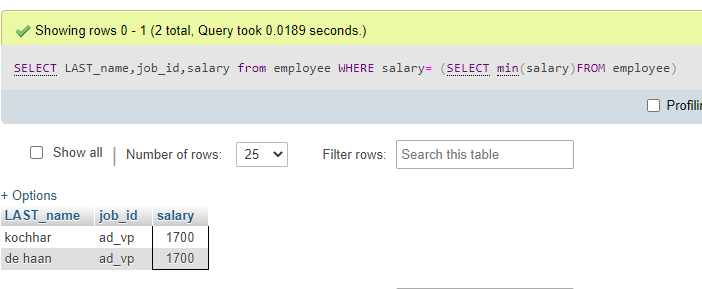 Showing rows 0 - 1 (2 total, Query took 0.0189 seconds.)
SELECT LAST_name,job_id,salary from employee WHERE salary= (SELECT min(salary)FROM employee)
Show all | Number of rows: 25 Filter rows: Search this table
+ Options
LAST_name job_id salary
kochhar ad_vp 1700
de haan ad_vp 1700